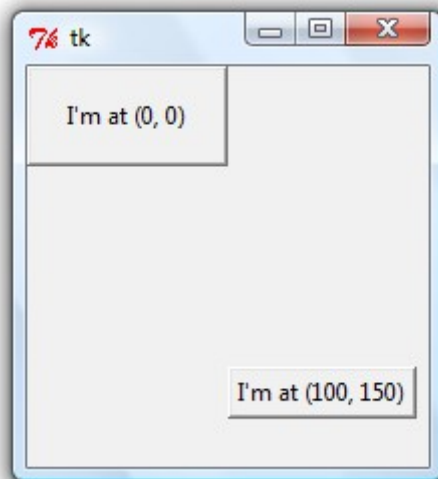 tk
I'm at (0, 0)
I'm at (100, 150)